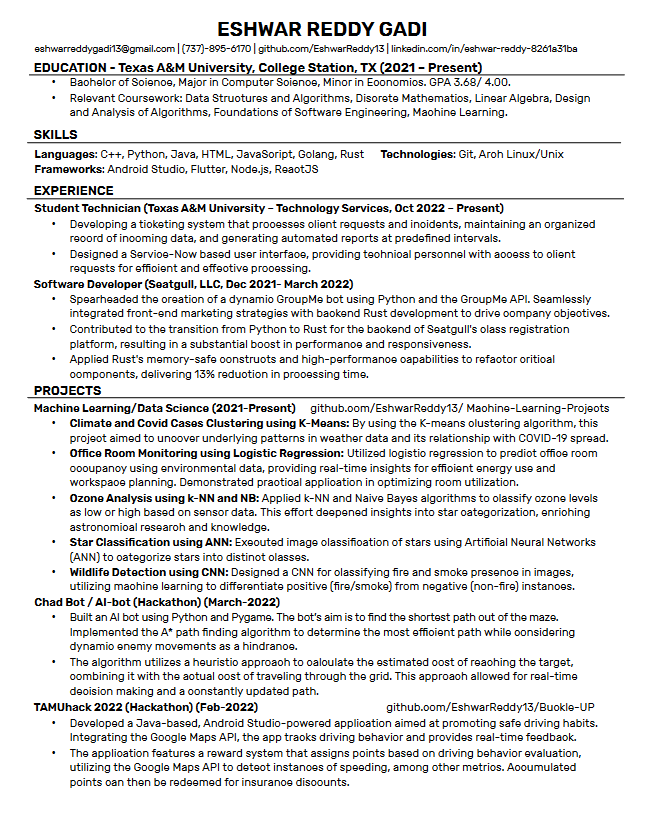 ESHWAR REDDY GADI
eshwarreddygadi13@gmail.com | (737)-895-6170 | github.com/EshwarReddy13 | linkedin.com/in/eshwar-reddy-8261a31ba
EDUCATION - Texas A&M University, College Station, TX (2021 – Present)
• Bachelor of Science, Major in Computer Science, Minor in Economics. GPA 3.68/ 4.00.
• Relevant Coursework: Data Structures and Algorithms, Discrete Mathematics, Linear Algebra, Design
and Analysis of Algorithms, Foundations of Software Engineering, Machine Learning.
SKILLS
Languages: C++, Python, Java, HTML, JavaScript, Golang, Rust Technologies: Git, Arch Linux/Unix
Frameworks: Android Studio, Flutter, Node.js, ReactJS
EXPERIENCE
Student Technician (Texas A&M University – Technology Services, Oct 2022 – Present)
• Developing a ticketing system that processes client requests and incidents, maintaining an organized
record of incoming data, and generating automated reports at predefined intervals.
• Designed a Service-Now based user interface, providing technical personnel with access to client
requests for efficient and effective processing.
Software Developer (Seatgull, LLC, Dec 2021- March 2022)
• Spearheaded the creation of a dynamic GroupMe bot using Python and the GroupMe API. Seamlessly
integrated front-end marketing strategies with backend Rust development to drive company objectives.
• Contributed to the transition from Python to Rust for the backend of Seatgull's class registration
platform, resulting in a substantial boost in performance and responsiveness.
• Applied Rust's memory-safe constructs and high-performance capabilities to refactor critical
components, delivering 13% reduction in processing time.
PROJECTS
Machine Learning/Data Science (2021-Present) github.com/EshwarReddy13/ Machine-Learning-Projects
• Climate and Covid Cases Clustering using K-Means: By using the K-means clustering algorithm, this
project aimed to uncover underlying patterns in weather data and its relationship with COVID-19 spread.
• Office Room Monitoring using Logistic Regression: Utilized logistic regression to predict office room
occupancy using environmental data, providing real-time insights for efficient energy use and
workspace planning. Demonstrated practical application in optimizing room utilization.
• Ozone Analysis using k-NN and NB: Applied k-NN and Naive Bayes algorithms to classify ozone levels
as low or high based on sensor data. This effort deepened insights into star categorization, enriching
astronomical research and knowledge.
• Star Classification using ANN: Executed image classification of stars using Artificial Neural Networks
(ANN) to categorize stars into distinct classes.
• Wildlife Detection using CNN: Designed a CNN for classifying fire and smoke presence in images,
utilizing machine learning to differentiate positive (fire/smoke) from negative (non-fire) instances.
Chad Bot / AI-bot (Hackathon) (March-2022)
• Built an AI bot using Python and Pygame. The bot's aim is to find the shortest path out of the maze.
Implemented the A* path finding algorithm to determine the most efficient path while considering
dynamic enemy movements as a hindrance.
• The algorithm utilizes a heuristic approach to calculate the estimated cost of reaching the target,
combining it with the actual cost of traveling through the grid. This approach allowed for real-time
decision making and a constantly updated path.
TAMUhack 2022 (Hackathon) (Feb-2022) github.com/EshwarReddy13/Buckle-UP
• Developed a Java-based, Android Studio-powered application aimed at promoting safe driving habits.
Integrating the Google Maps API, the app tracks driving behavior and provides real-time feedback.
• The application features a reward system that assigns points based on driving behavior evaluation,
utilizing the Google Maps API to detect instances of speeding, among other metrics. Accumulated
points can then be redeemed for insurance discounts.